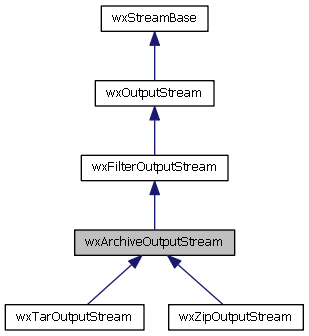 wxStreamBase
wxOutputStream
wxFilterOutputStream
wxArchiveOutputStream
wxTarOutputStream
wxZipOutputStream